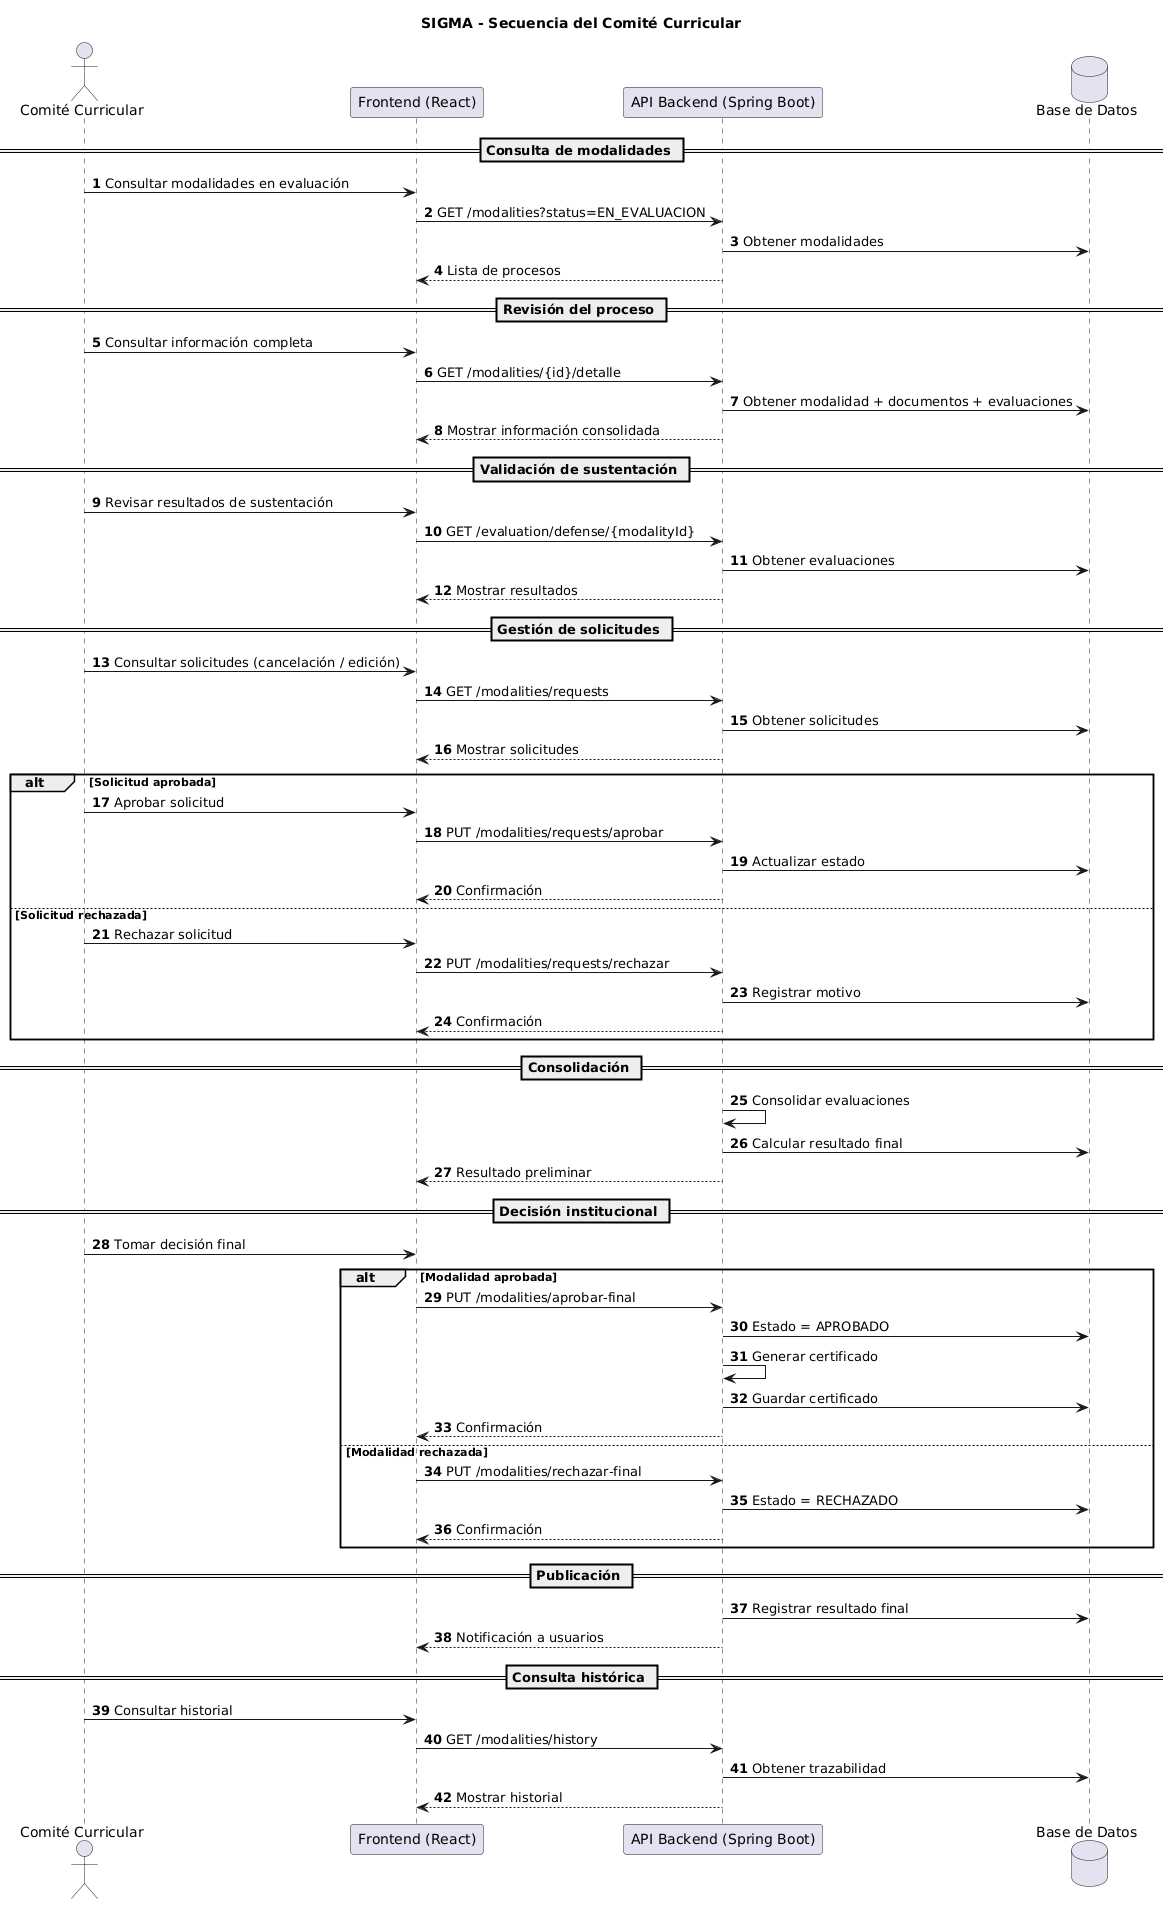 SIGMA - Secuencia del Comité Curricular
Comité Curricular
Frontend (React)
API Backend (Spring Boot)
Base de Datos
Consulta de modalidades
1 Consultar modalidades en evaluación
2 GET /modalities?status=EN_EVALUACION
3 Obtener modalidades
4 Lista de procesos
Revisión del proceso
5 Consultar información completa
6 GET /modalities/{id}/detalle
7 Obtener modalidad + documentos + evaluaciones
8 Mostrar información consolidada
Validación de sustentación
9 Revisar resultados de sustentación
10 GET /evaluation/defense/{modalityId}
11 Obtener evaluaciones
12 Mostrar resultados
Gestión de solicitudes
13 Consultar solicitudes (cancelación / edición)
14 GET /modalities/requests
15 Obtener solicitudes
16 Mostrar solicitudes
alt [Solicitud aprobada]
17 Aprobar solicitud
18 PUT /modalities/requests/aprobar
19 Actualizar estado
20 Confirmación
[Solicitud rechazada]
21 Rechazar solicitud
22 PUT /modalities/requests/rechazar
23 Registrar motivo
24 Confirmación
Consolidación
25 Consolidar evaluaciones
26 Calcular resultado final
27 Resultado preliminar
Decisión institucional
28 Tomar decisión final
alt [Modalidad aprobada]
29 PUT /modalities/aprobar-final
30 Estado = APROBADO
31 Generar certificado
32 Guardar certificado
33 Confirmación
[Modalidad rechazada]
34 PUT /modalities/rechazar-final
35 Estado = RECHAZADO
36 Confirmación
Publicación
37 Registrar resultado final
38 Notificación a usuarios
Consulta histórica
39 Consultar historial
40 GET /modalities/history
41 Obtener trazabilidad
42 Mostrar historial
Comité Curricular
Frontend (React)
API Backend (Spring Boot)
Base de Datos